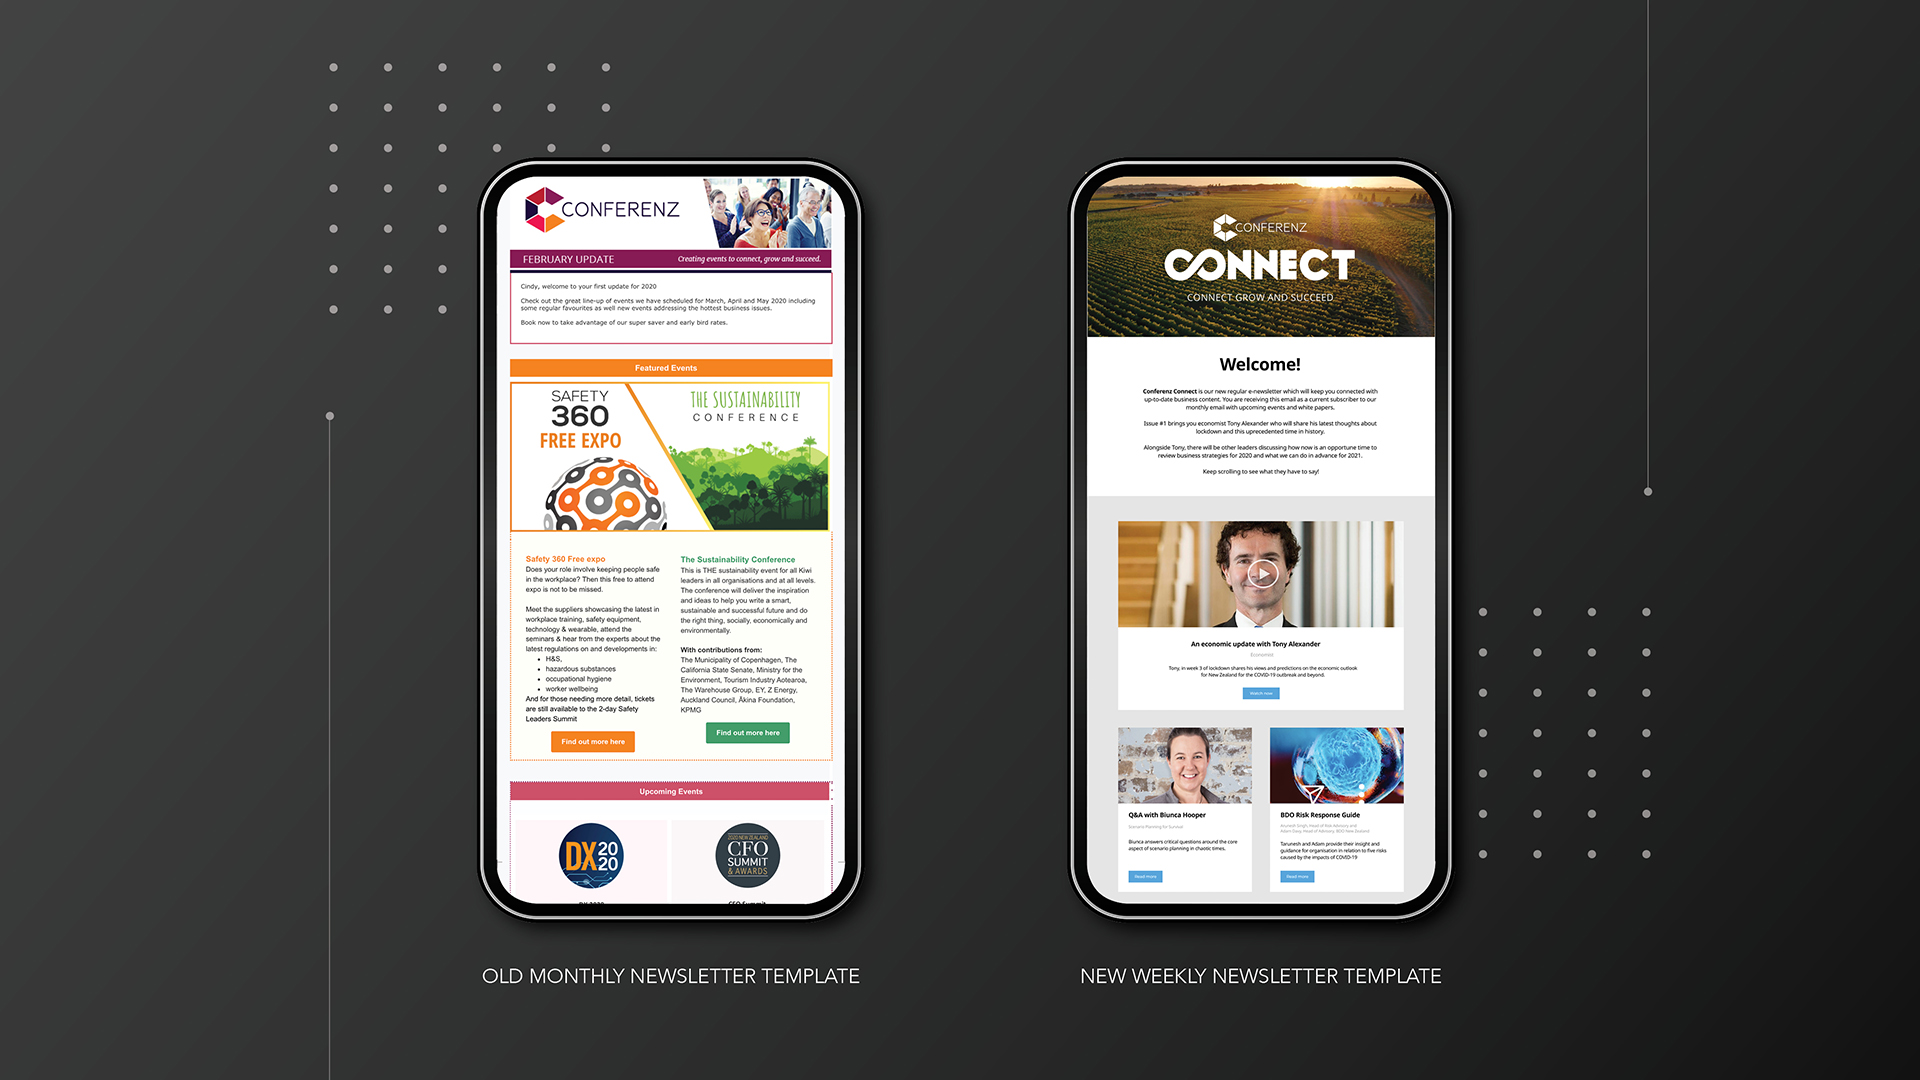 CONFERENZ
FEBRUARY UPDATE
Creating events to connect, grow and succeed.
Cindy, welcome to your first update for 2020
Check out the great line-up of events we have scheduled for March, April and May 2020 including
some regular favourites as well new events addressing the hottest business issues.
Book now to take advantage of our super saver and early bird rates.
Featured Events
SAFETY
360
FREE EXPO
THE SUSTAINABILITY
CONFERENCE
Safety 360 Free expo
Does your role involve keeping people safe
in the workplace? Then this free to attend
expo is not to be missed.
Meet the suppliers showcasing the latest in
workplace training, safety equipment,
technology & wearable, attend the
seminars & hear from the experts about the
latest regulations on and developments in:
• H&S,
• hazardous substances
• occupational hygiene
• worker wellbeing
And for those needing more detail, tickets
are still available to the 2-day Safety
Leaders Summit
Find out more here
The Sustainability Conference
This is THE sustainability event for all Kiwi
leaders in all organisations and at all levels.
The conference will deliver the inspiration
and ideas to help you write a smart,
sustainable and successful future and do
the right thing, socially, economically and
environmentally.
With contributions from:
The Municipality of Copenhagen, The
California State Senate, Ministry for the
Environment, Tourism Industry Aotearoa,
The Warehouse Group, EY, Z Energy,
Auckland Council, Ākina Foundation,
KPMG
Find out more here
Upcoming Events
DX 20
20
2020 NEW ZEALAND
CFO
SUMMIT
& AWARDS
DX 2020
CFO Summit
OLD MONTHLY NEWSLETTER TEMPLATE
CONFERENZ
CONNECT
CONNECT GROW AND SUCCEED
Welcome!
Conferenz Connect is our new regular e-newsletter which will keep you connected with
up-to-date business content. You are receiving this email as a current subscriber to our
monthly email with upcoming events and white papers.
Issue #1 brings you economist Tony Alexander who will share his latest thoughts about
lockdown and this uprecedented time in history.
Alongside Tony, there will be other leaders discussing how now is an opportune time to
review business strategies for 2020 and what we can do in advance for 2021.
Keep scrolling to see what they have to say!
An economic update with Tony Alexander
Economist
Tony, in week 3 of lockdown shares his views and predictions on the economic outlook
for New Zealand for the COVID-19 outbreak and beyond.
Watch now
Q&A with Biunca Hooper
Scenario Planning for Survival
Biunca answers critical questions around the core
aspect of scenario planning in chaotic times.
Read more
BDO Risk Response Guide
Tarunesh Singh, Head of Risk Advisory and
Adam Davy, Head of Advisory, BDO New Zealand
Tarunesh and Adam provide their insight and
guidance for organisation in relation to five risks
caused by the impacts of COVID-19
Read more
NEW WEEKLY NEWSLETTER TEMPLATE